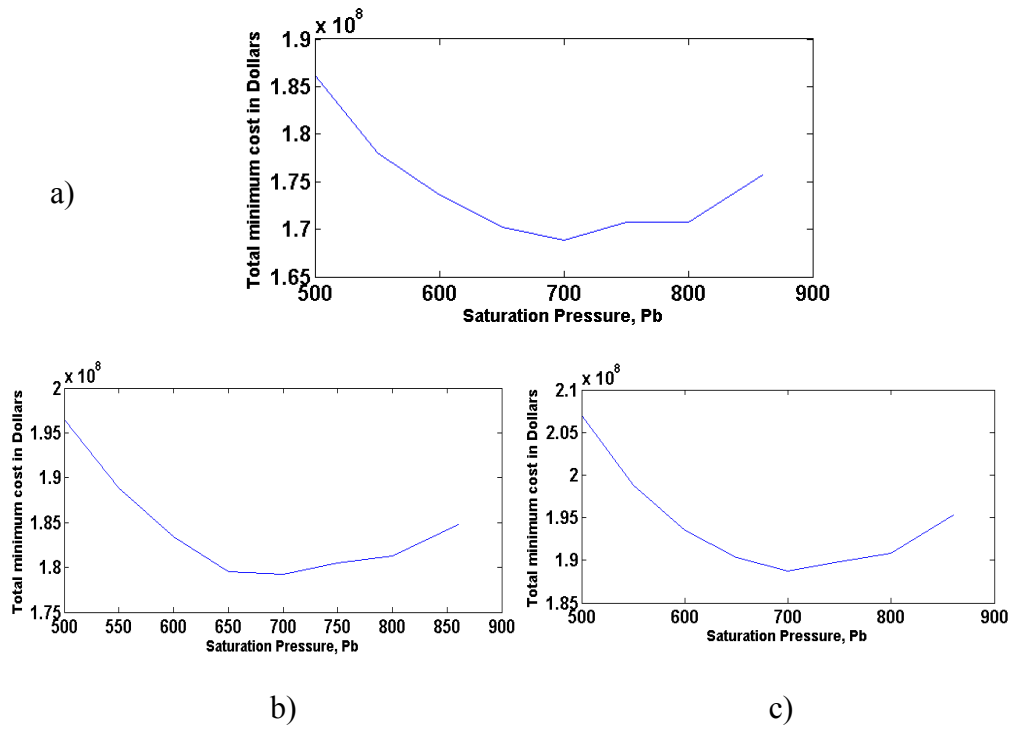 x 10^8
1.9
1.85
1.8
1.75
1.7
1.65
Total minimum cost in Dollars
500 600 700 800 900
Saturation Pressure, Pb
a)
x 10^8
2
1.95
1.9
1.85
1.8
1.75
Total minimum cost in Dollars
500 550 600 650 700 750 800 850 900
Saturation Pressure, Pb
b)
x 10^8
2.1
2.05
2
1.95
1.9
1.85
Total minimum cost in Dollars
500 600 700 800 900
Saturation Pressure, Pb
c)